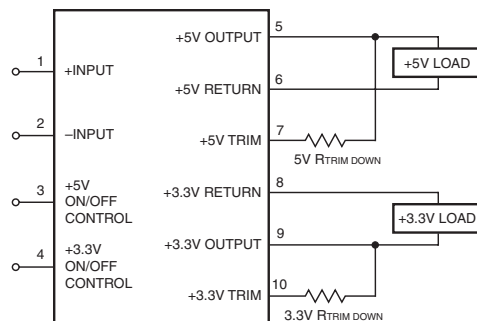 1
+INPUT
2
–INPUT
3
+5V
ON/OFF
CONTROL
4
+3.3V
ON/OFF
CONTROL
+5V OUTPUT
5
+5V RETURN
6
+5V TRIM
7
+3.3V RETURN
8
+3.3V OUTPUT
9
+3.3V TRIM
10
+5V LOAD
5V RTRIM DOWN
+3.3V LOAD
3.3V RTRIM DOWN